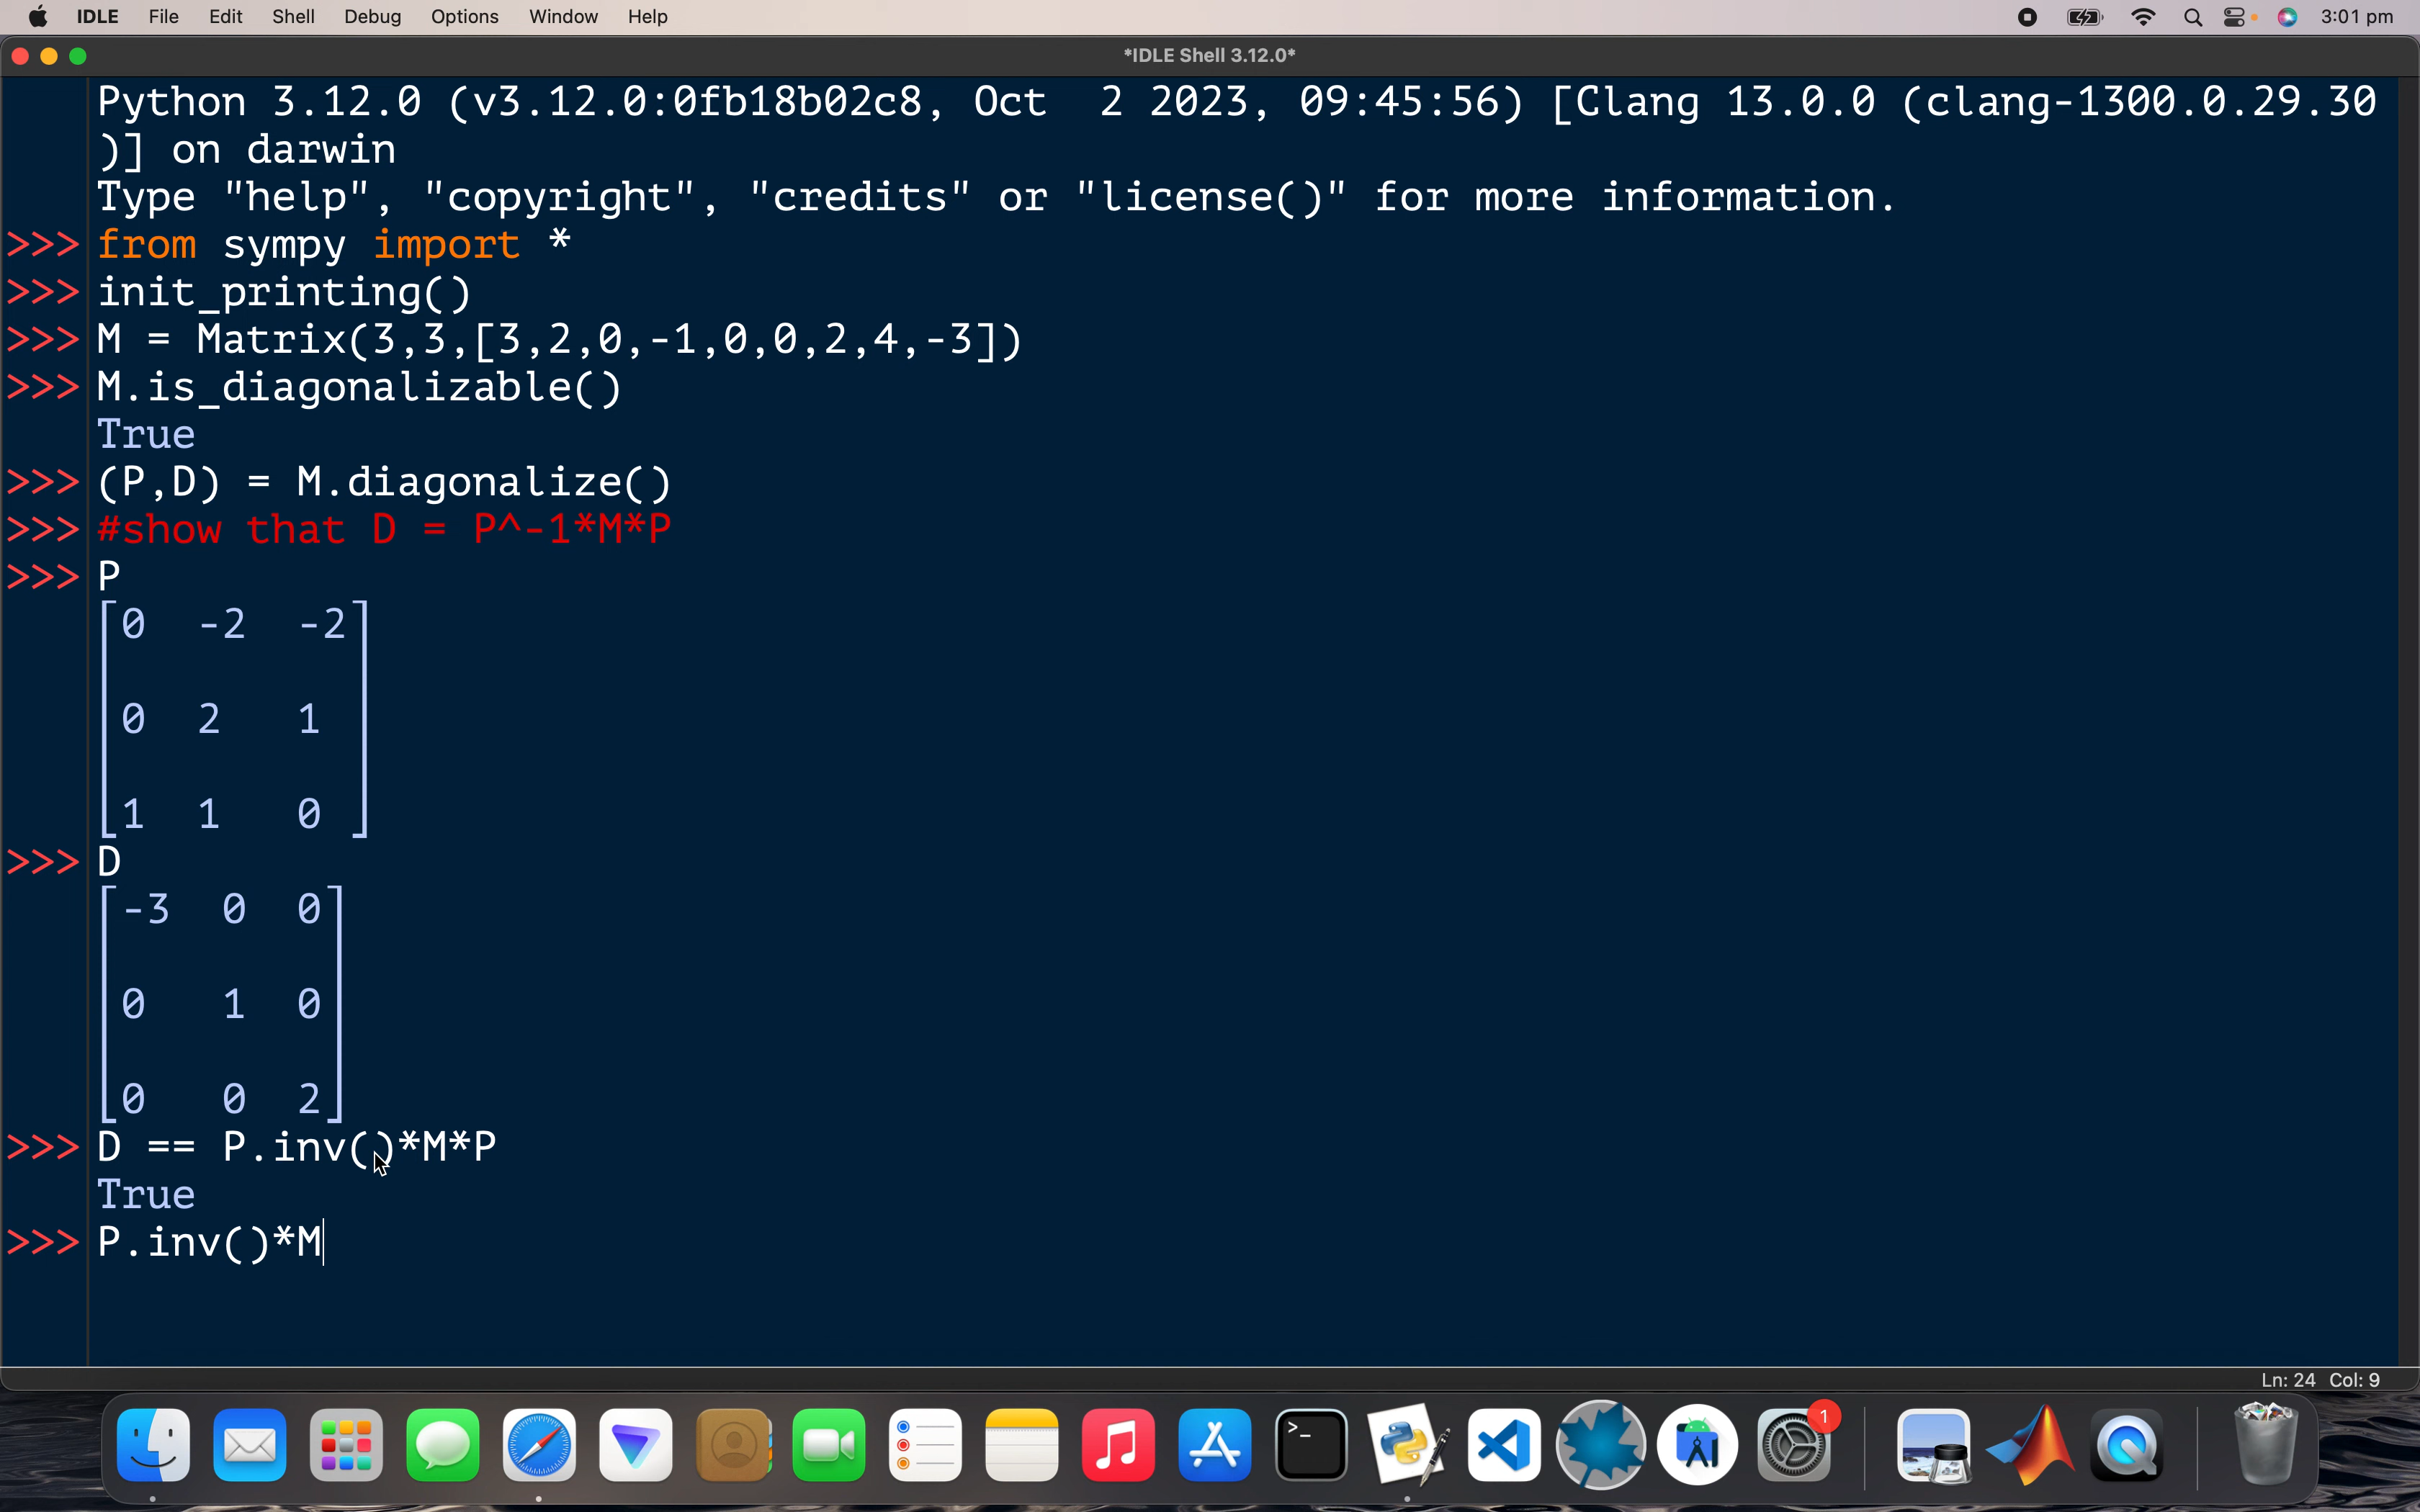 IDLE File Edit Shell Debug Options Window Help 3:01 pm
*IDLE Shell 3.12.0*
Python 3.12.0 (v3.12.0:0fb18b02c8, Oct  2 2023, 09:45:56) [Clang 13.0.0 (clang-1300.0.29.30
)] on darwin
Type "help", "copyright", "credits" or "license()" for more information.
>>> from sympy import *
>>> init_printing()
>>> M = Matrix(3,3,[3,2,0,-1,0,0,2,4,-3])
>>> M.is_diagonalizable()
True
>>> (P,D) = M.diagonalize()
>>> #show that D = P^-1*M*P
>>> P
0 -2 -2
0 2 1
1 1 0
>>> D
-3 0 0
0 1 0
0 0 2
>>> D == P.inv()*M*P
True
>>> P.inv()*M
Ln: 24 Col: 9
>_ 1